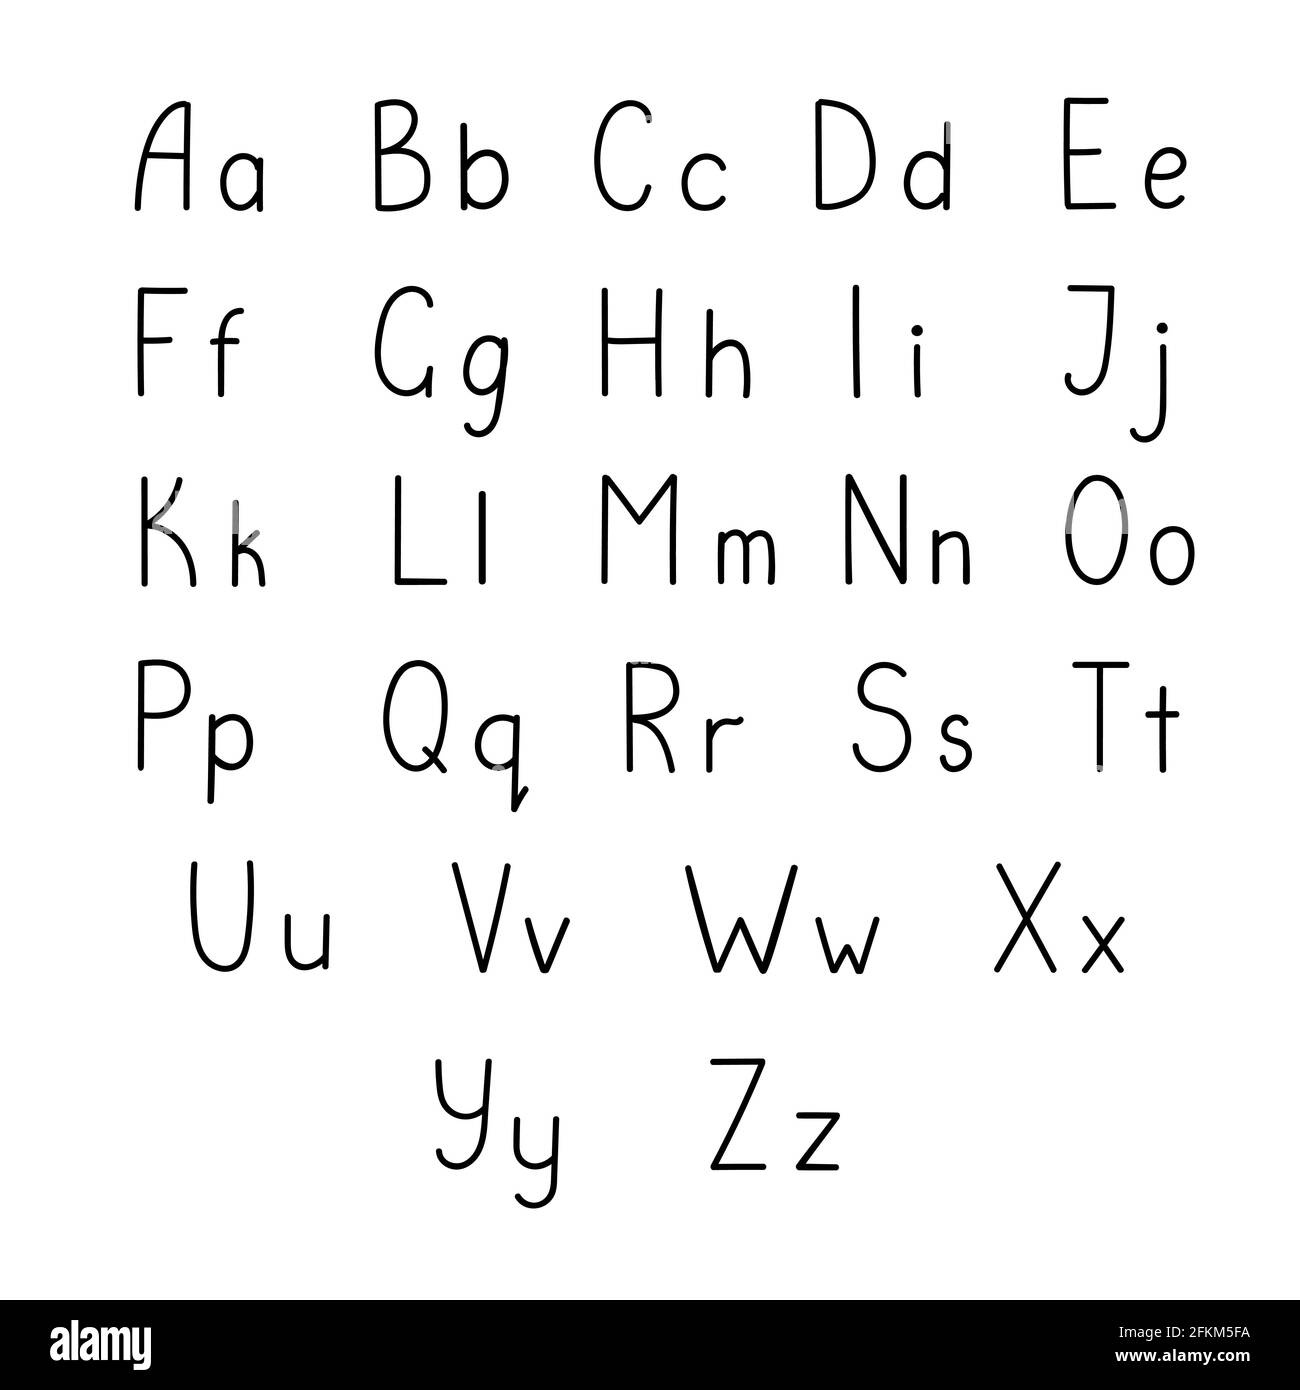 Aa Bb Cc Dd Ee
Ff Gg Hh Ii Jj
Kk Ll Mm Nn Oo
Pp Qq Rr Ss Tt
Uu Vv Ww Xx
Yy Zz
alamy
Image ID: 2FKM5FA
www.alamy.com